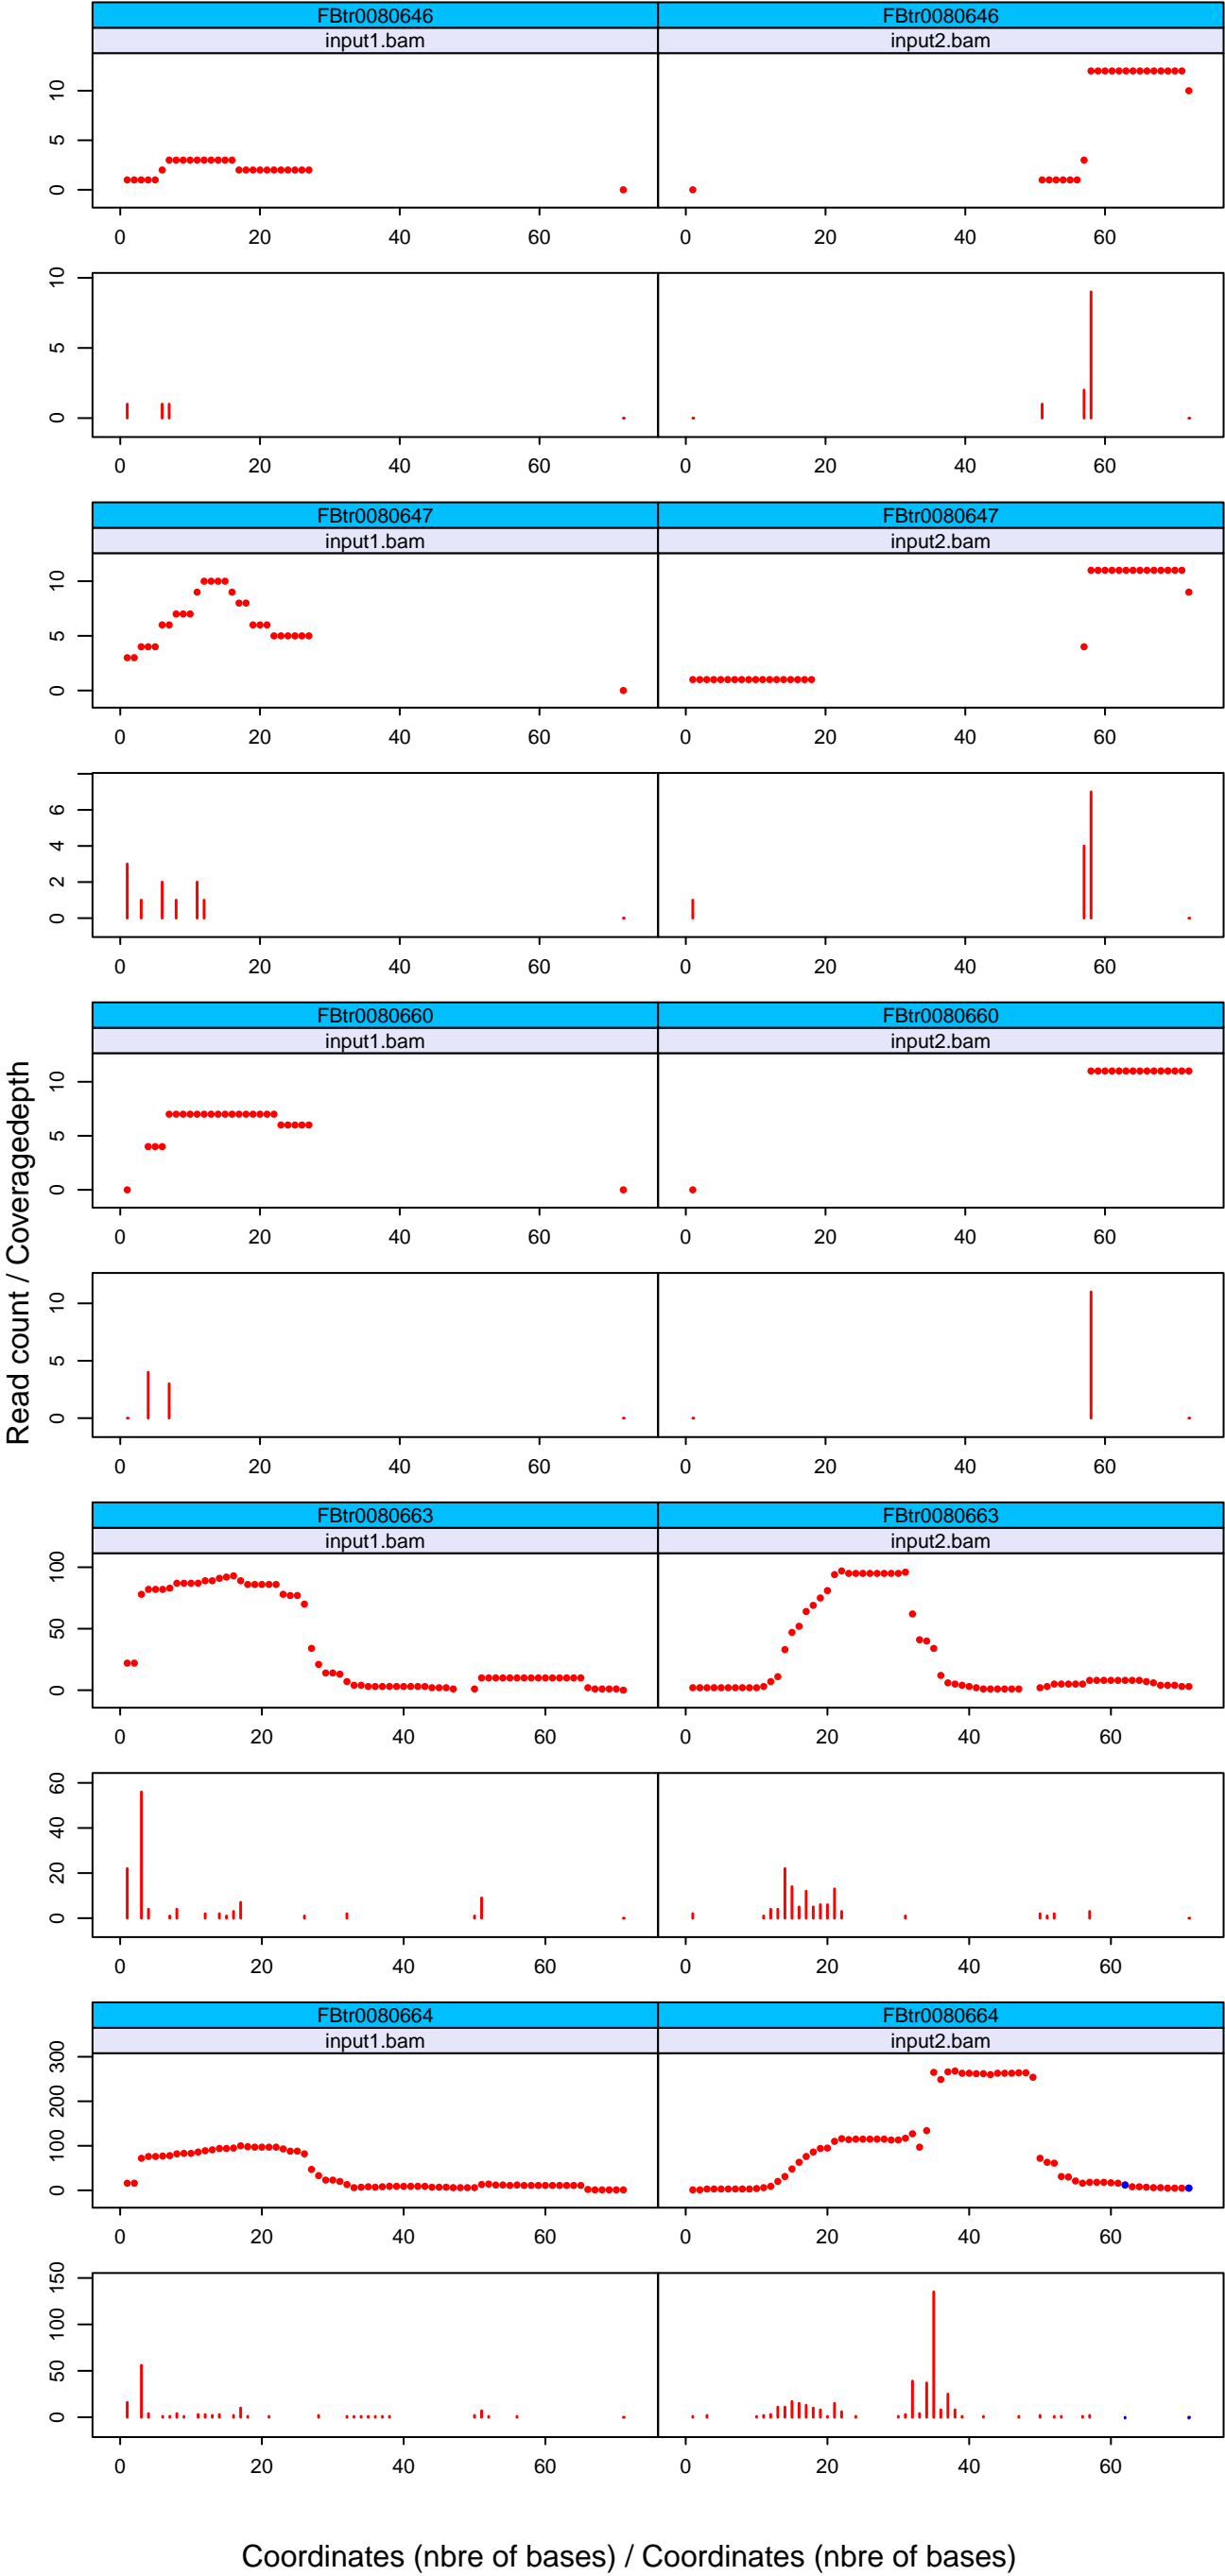 FBtr0080646 FBtr0080646
input1.bam input2.bam
0 5 10
0 20 40 60 0 20 40 60
0 5 10
0 20 40 60 0 20 40 60
FBtr0080647 FBtr0080647
input1.bam input2.bam
0 5 10
0 20 40 60 0 20 40 60
0 2 4 6
0 20 40 60 0 20 40 60
FBtr0080660 FBtr0080660
input1.bam input2.bam
0 5 10
0 20 40 60 0 20 40 60
0 5 10
0 20 40 60 0 20 40 60
FBtr0080663 FBtr0080663
input1.bam input2.bam
0 50 100
0 20 40 60 0 20 40 60
0 20 40 60
0 20 40 60 0 20 40 60
FBtr0080664 FBtr0080664
input1.bam input2.bam
0 100 200 300
0 20 40 60 0 20 40 60
0 50 100 150
0 20 40 60 0 20 40 60
Read count / Coveragedepth
Coordinates (nbre of bases) / Coordinates (nbre of bases)